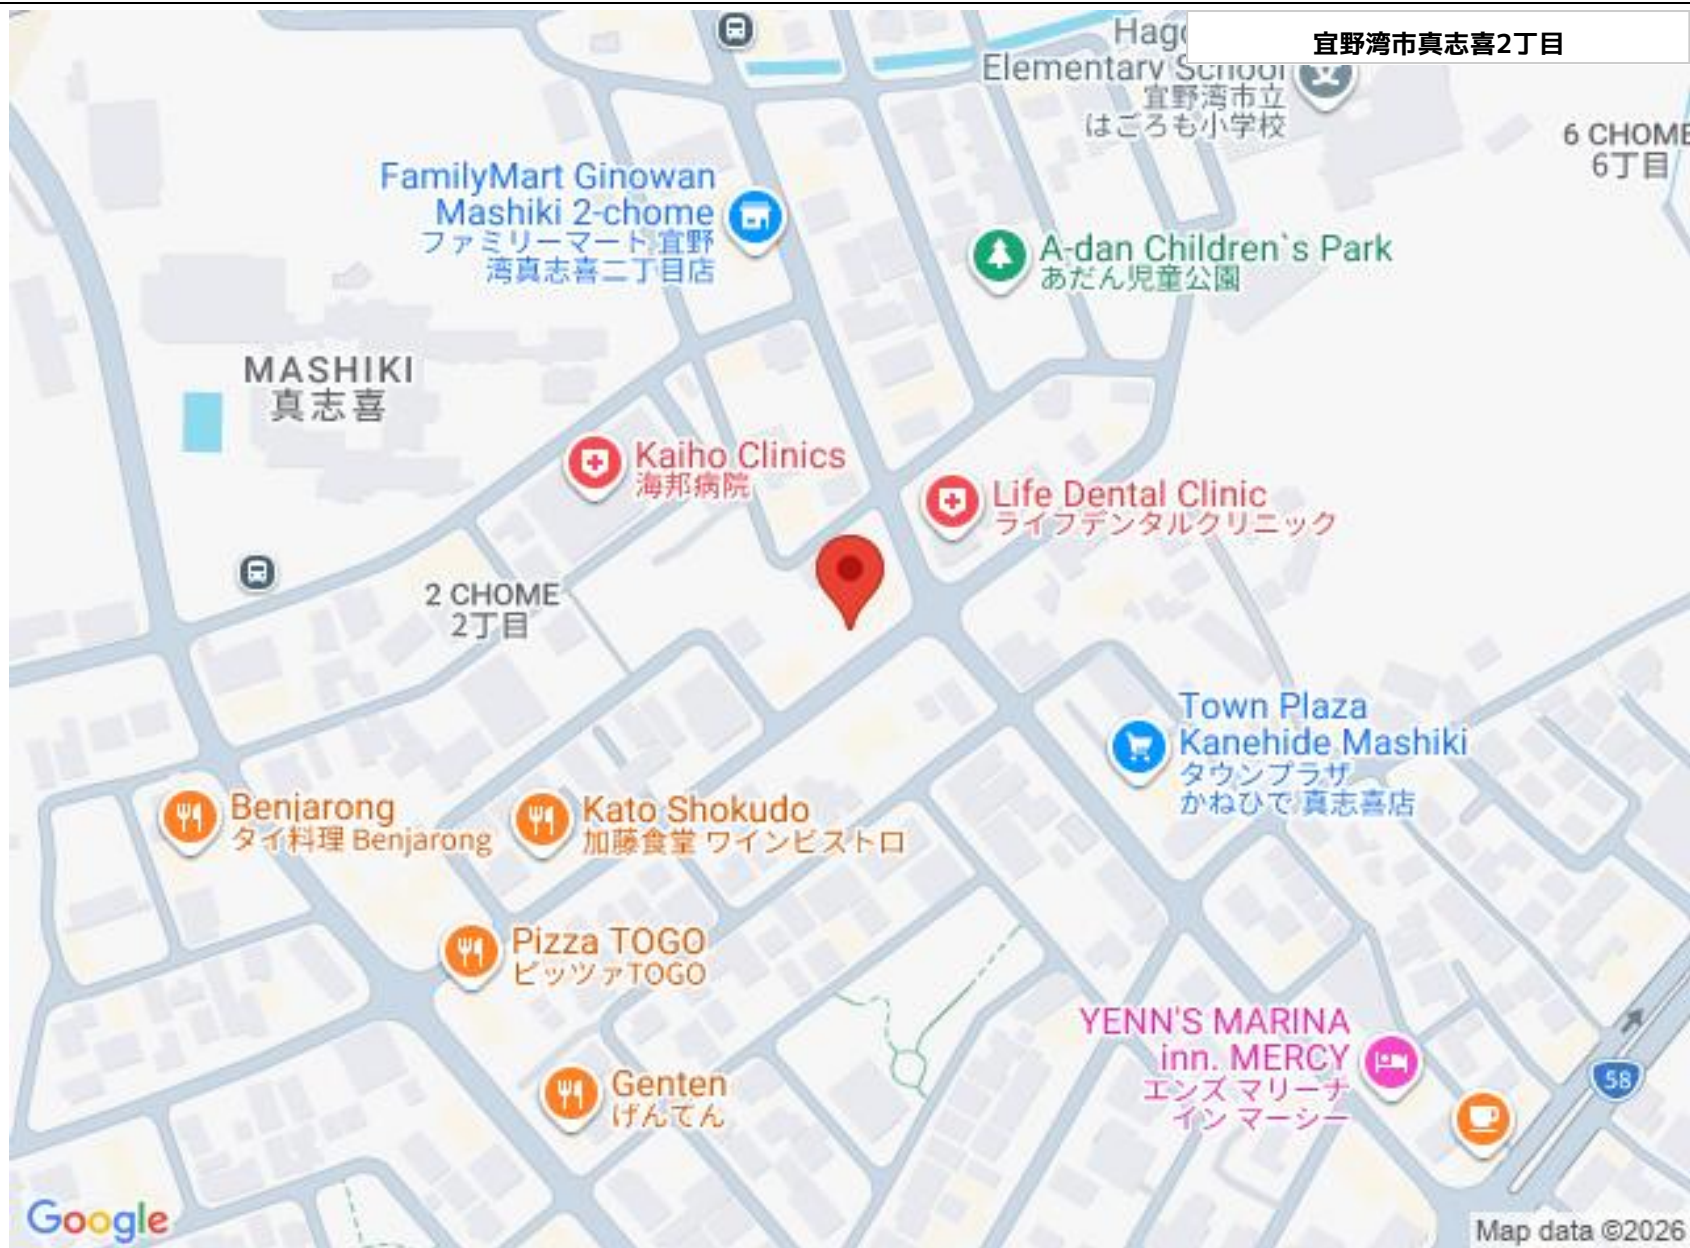 宜野湾市真志喜2丁目
Elementary School
宜野湾市立
はごろも小学校
6 CHOME
6丁目
FamilyMart Ginowan
Mashiki 2-chome
ファミリーマート 宜野
湾真志喜二丁目店
A-dan Children`s Park
あだん児童公園
MASHIKI
真志喜
Kaiho Clinics
海邦病院
Life Dental Clinic
ライフデンタルクリニック
2 CHOME
2丁目
Town Plaza
Kanehide Mashiki
タウンプラザ
かねひで 真志喜店
Benjarong
タイ料理 Benjarong
Kato Shokudo
加藤食堂 ワインビストロ
Pizza TOGO
ピッツァTOGO
YENN'S MARINA
inn. MERCY
エンズ マリーナ
イン マーシー
58
Genten
げんてん
Google
Map data ©2026